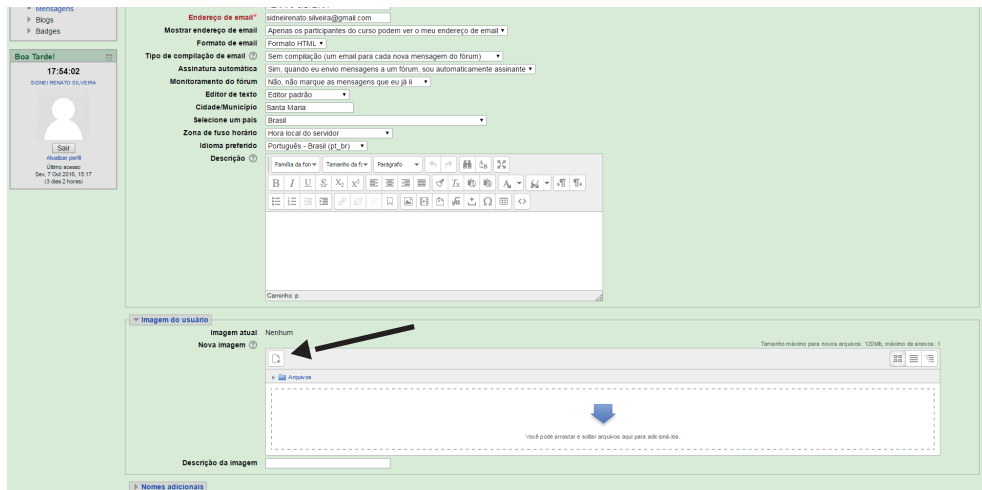 Mensagens
Blogs
Badges
Boa Tarde!
17:54:02
SIDNEI RENATO SILVEIRA
Sair
Atualizar perfil
Último acesso
Sex, 7 Out 2016, 15:17
(3 dias 2 horas)
Endereço de email* sidneirenato.silveira@gmail.com
Mostrar endereço de email Apenas os participantes do curso podem ver o meu endereço de email
Formato de email Formato HTML
Tipo de compilação de email Sem compilação (um email para cada nova mensagem do fórum)
Assinatura automática Sim, quando eu envio mensagens a um fórum, sou automaticamente assinante
Monitoramento do fórum Não, não marque as mensagens que eu já li
Editor de texto Editor padrão
Cidade/Município Santa Maria
Selecione um país Brasil
Zona de fuso horário Hora local do servidor
Idioma preferido Português - Brasil (pt_br)
Descrição
Família da fon Tamanho da fi Parágrafo
Caminho: p
Imagem do usuário
Imagem atual Nenhum
Nova imagem
Tamanho máximo para novos arquivos: 120Mb, máximo de anexos: 1
Arquivos
Você pode arrastar e soltar arquivos aqui para adicioná-los.
Descrição da imagem
Nomes adicionais